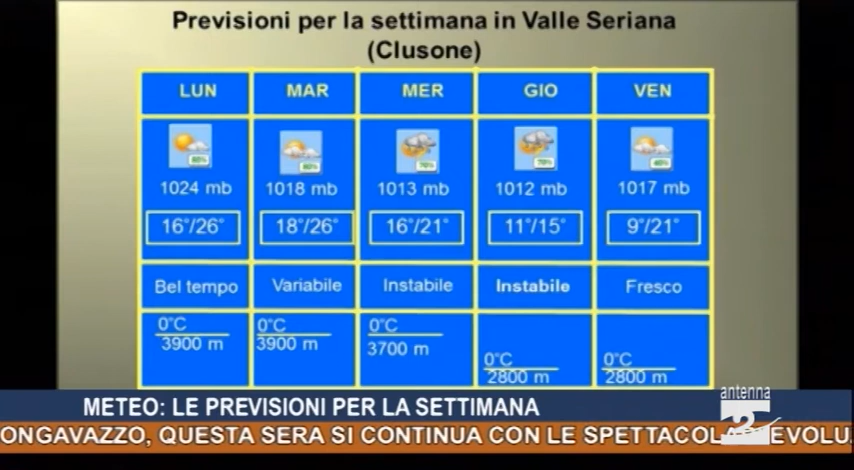 Previsioni per la settimana in Valle Seriana
(Clusone)
LUN MAR MER GIO VEN
1024 mb 1018 mb 1013 mb 1012 mb 1017 mb
16°/26° 18°/26° 16°/21° 11°/15° 9°/21°
Bel tempo Variabile Instabile Instabile Fresco
0°C 0°C 0°C 0°C 0°C
3900 m 3900 m 3700 m 2800 m 2800 m
antenna
2
METEO: LE PREVISIONI PER LA SETTIMANA
ONGAVAZZO, QUESTA SERA SI CONTINUA CON LE SPETTACOL